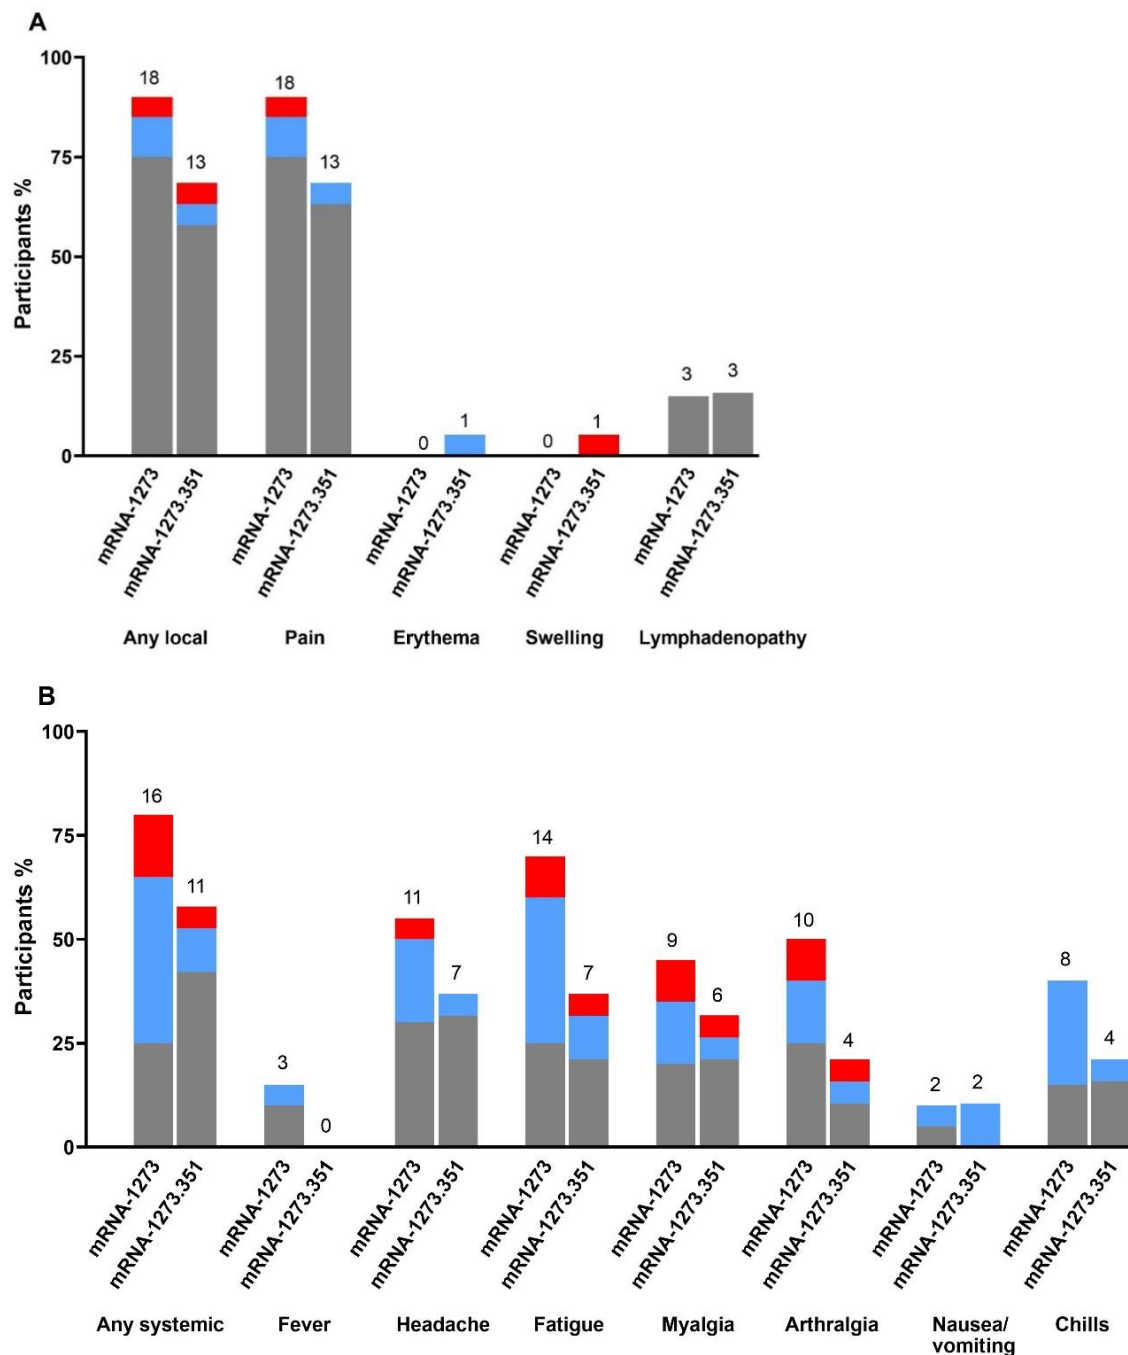 A
100
75
50
25
0
Participants %
18
13
18
13
0
1
0
1
3
3
mRNA-1273
mRNA-1273.351
mRNA-1273
mRNA-1273.351
mRNA-1273
mRNA-1273.351
mRNA-1273
mRNA-1273.351
mRNA-1273
mRNA-1273.351
Any local
Pain
Erythema
Swelling
Lymphadenopathy
B
100
75
50
25
0
Participants %
16
11
3
0
11
7
14
7
9
6
10
4
2
2
8
4
mRNA-1273
mRNA-1273.351
mRNA-1273
mRNA-1273.351
mRNA-1273
mRNA-1273.351
mRNA-1273
mRNA-1273.351
mRNA-1273
mRNA-1273.351
mRNA-1273
mRNA-1273.351
mRNA-1273
mRNA-1273.351
mRNA-1273
mRNA-1273.351
Any systemic
Fever
Headache
Fatigue
Myalgia
Arthralgia
Nausea/
vomiting
Chills